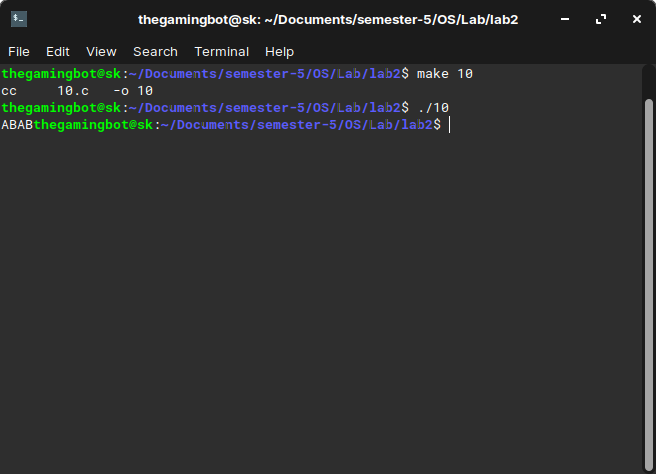 thegamingbot@sk: ~/Documents/semester-5/OS/Lab/lab2
File Edit View Search Terminal Help
thegamingbot@sk:~/Documents/semester-5/OS/Lab/lab2$ make 10
cc     10.c   -o 10
thegamingbot@sk:~/Documents/semester-5/OS/Lab/lab2$ ./10
ABABthegamingbot@sk:~/Documents/semester-5/OS/Lab/lab2$